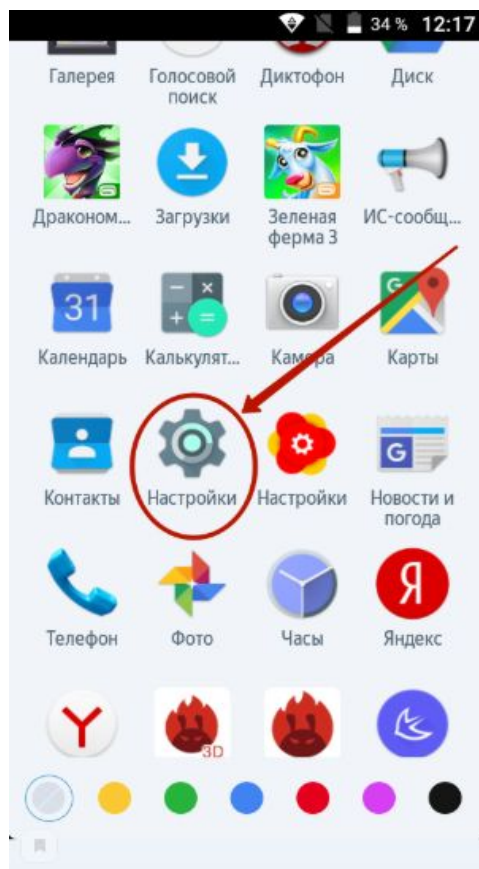 34 % 12:17
Галерея Голосовой Диктофон Диск
поиск
Дракономи... Загрузки Зеленая ИС-сообщ...
ферма 3
31
Календарь Калькулят... Камера Карты
G
Контакты Настройки Настройки Новости и
погода
G
Телефон Фото Часы Яндекс
Я
Y 3D